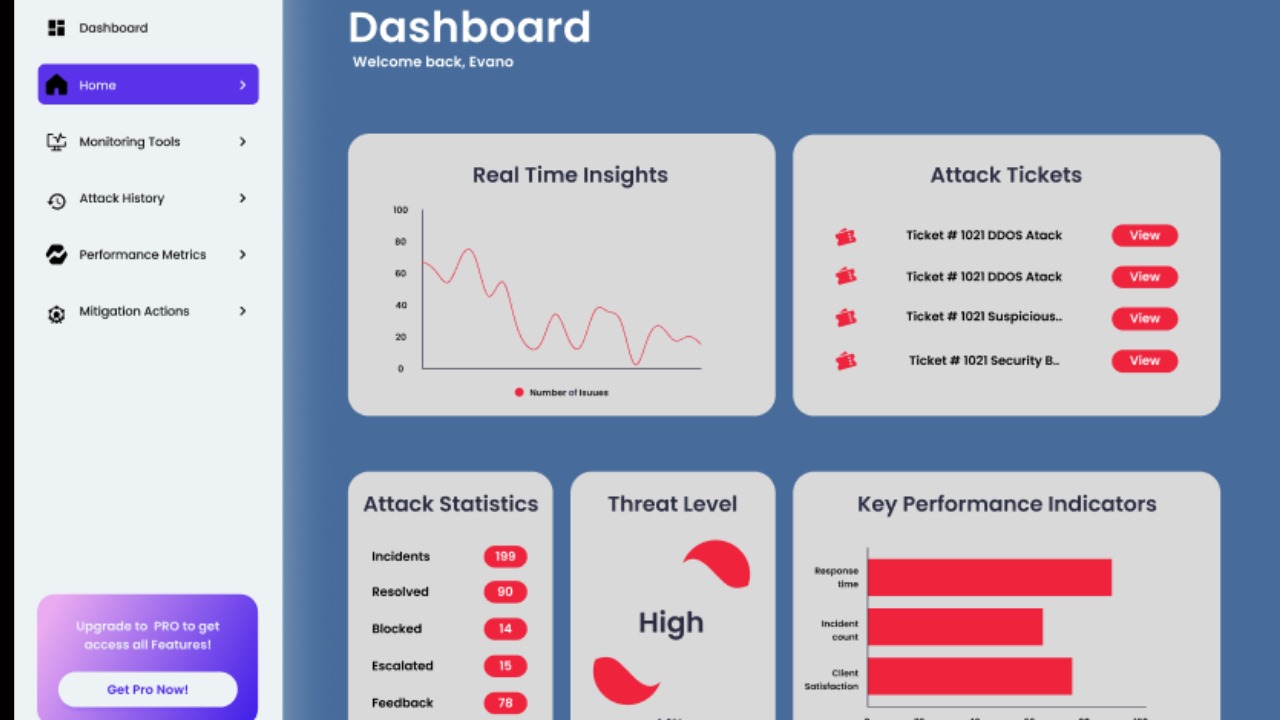 Dashboard
Home
Monitoring Tools
Attack History
Performance Metrics
Mitigation Actions
Upgrade to PRO to get
access all Features!
Get Pro Now!
Dashboard
Welcome back, Evano
Real Time Insights
100
80
60
40
20
0
Number of Isuues
Attack Tickets
Ticket # 1021 DDOS Atack View
Ticket # 1021 DDOS Atack View
Ticket # 1021 Suspicious.. View
Ticket # 1021 Security B.. View
Attack Statistics
Incidents 199
Resolved 90
Blocked 14
Escalated 15
Feedback 78
Threat Level
High
Key Performance Indicators
Response
time
Incident
count
Client
Satisfaction